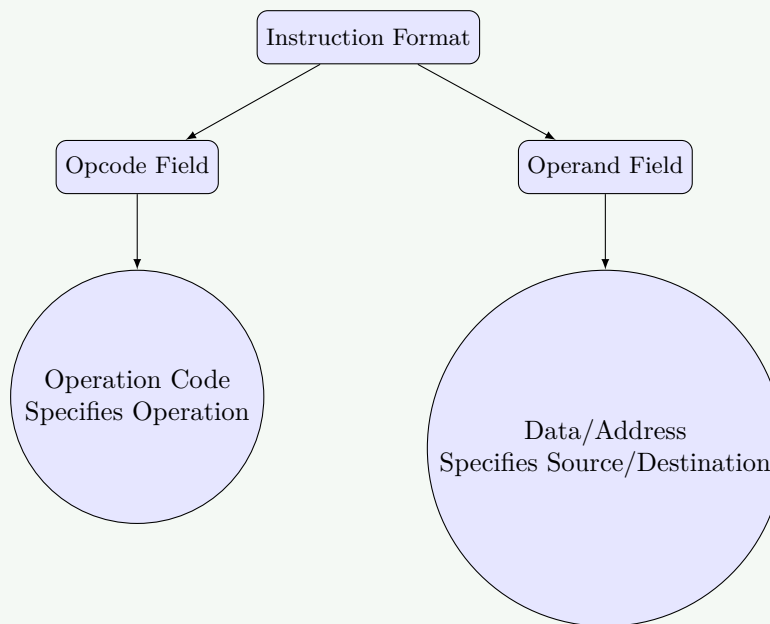 Instruction Format
Opcode Field
Operand Field
Operation Code
Specifies Operation
Data/Address
Specifies Source/Destination